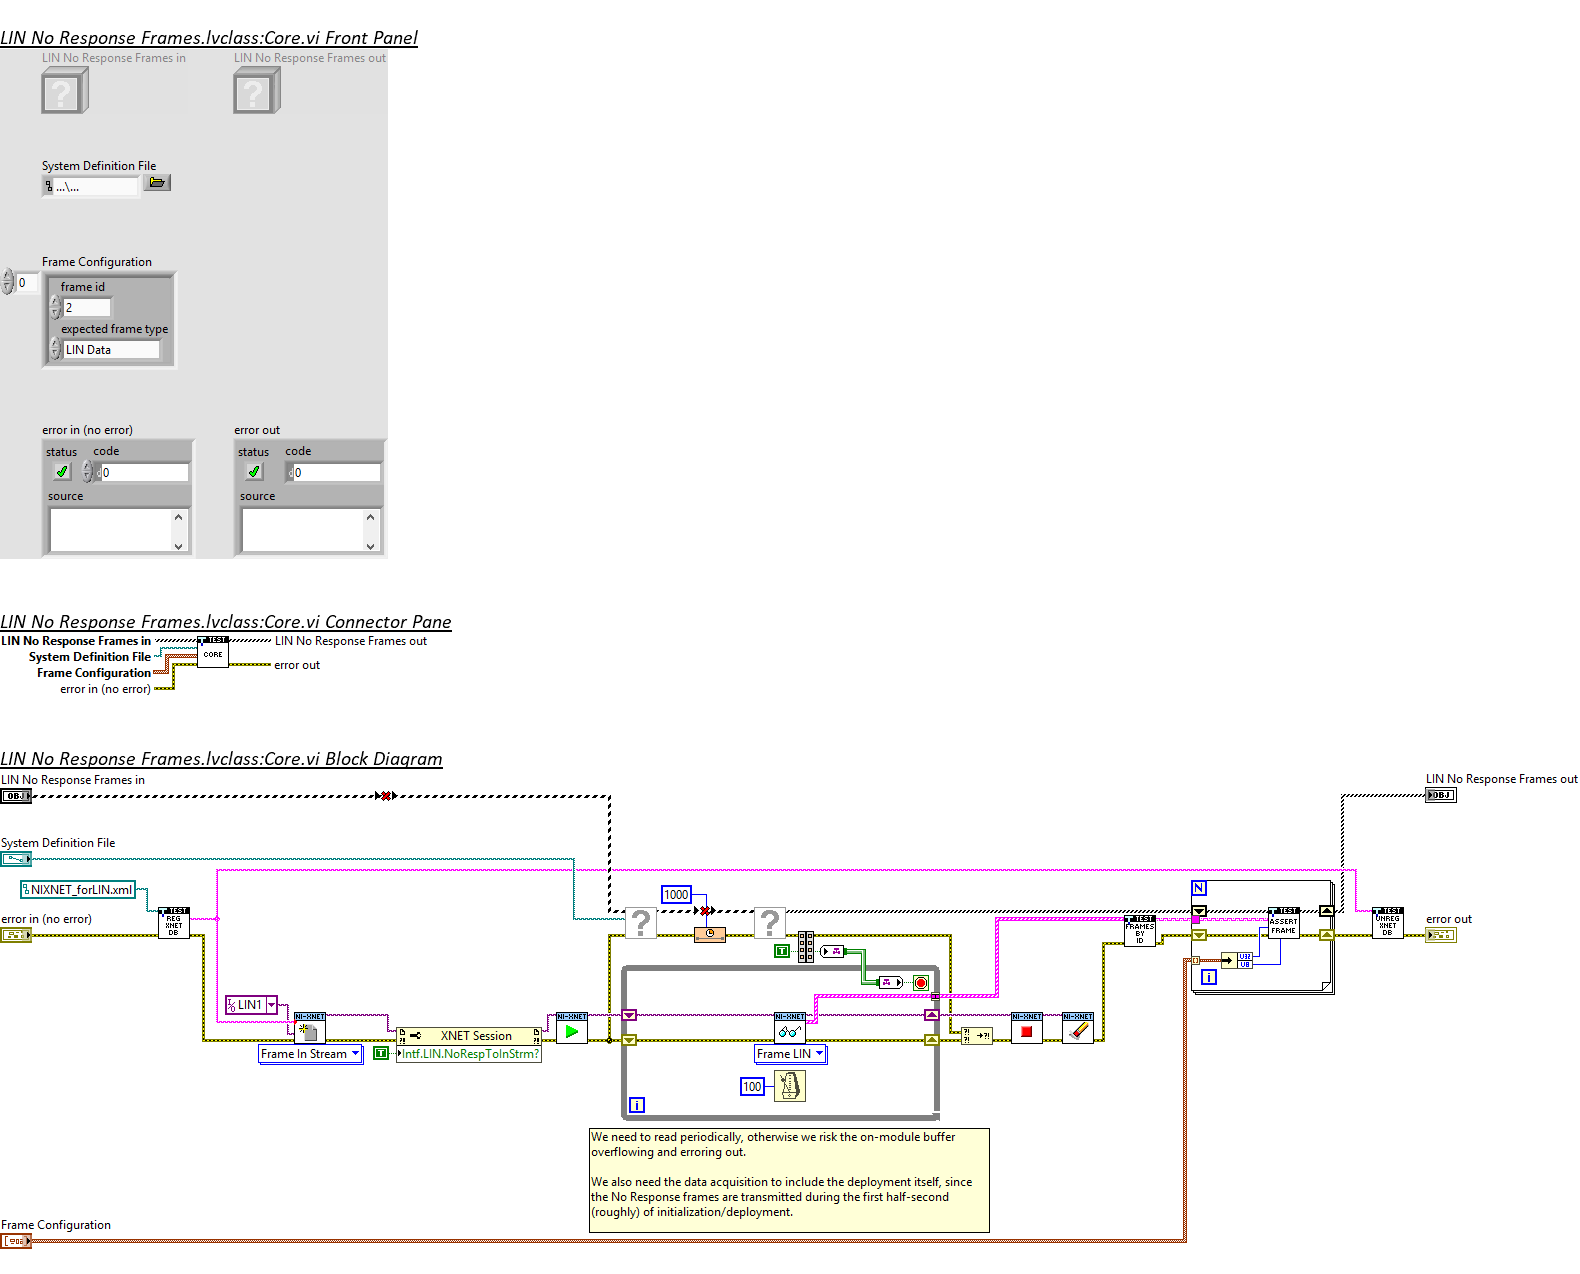 LIN No Response Frames.lvclass:Core.vi Front Panel
LIN No Response Frames in
LIN No Response Frames out
?
?
System Definition File
...\...
Frame Configuration
0
frame id
2
expected frame type
LIN Data
error in (no error)
error out
status
code
status
code
0
0
source
source
LIN No Response Frames.lvclass:Core.vi Connector Pane
LIN No Response Frames in
TEST
LIN No Response Frames out
System Definition File
CORE
error out
Frame Configuration
error in (no error)
LIN No Response Frames.lvclass:Core.vi Block Diagram
LIN No Response Frames in
OBJ
LIN No Response Frames out
OBJ
System Definition File
NIXNET_forLIN.xml
error in (no error)
TEST
REG
XNET
DB
1000
?
?
T
TEST
FRAMES
BY
ID
N
TEST
ASSERT
FRAME
U32
U8
i
TEST
UNREG
XNET
DB
error out
LIN1
NI-XNET
Frame In Stream
XNET Session
T
Intf.LIN.NoRespToInStrm?
NI-XNET
NI-XNET
Frame LIN
100
i
NI-XNET
NI-XNET
We need to read periodically, otherwise we risk the on-module buffer
overflowing and erroring out.
We also need the data acquisition to include the deployment itself, since
the No Response frames are transmitted during the first half-second
(roughly) of initialization/deployment.
Frame Configuration